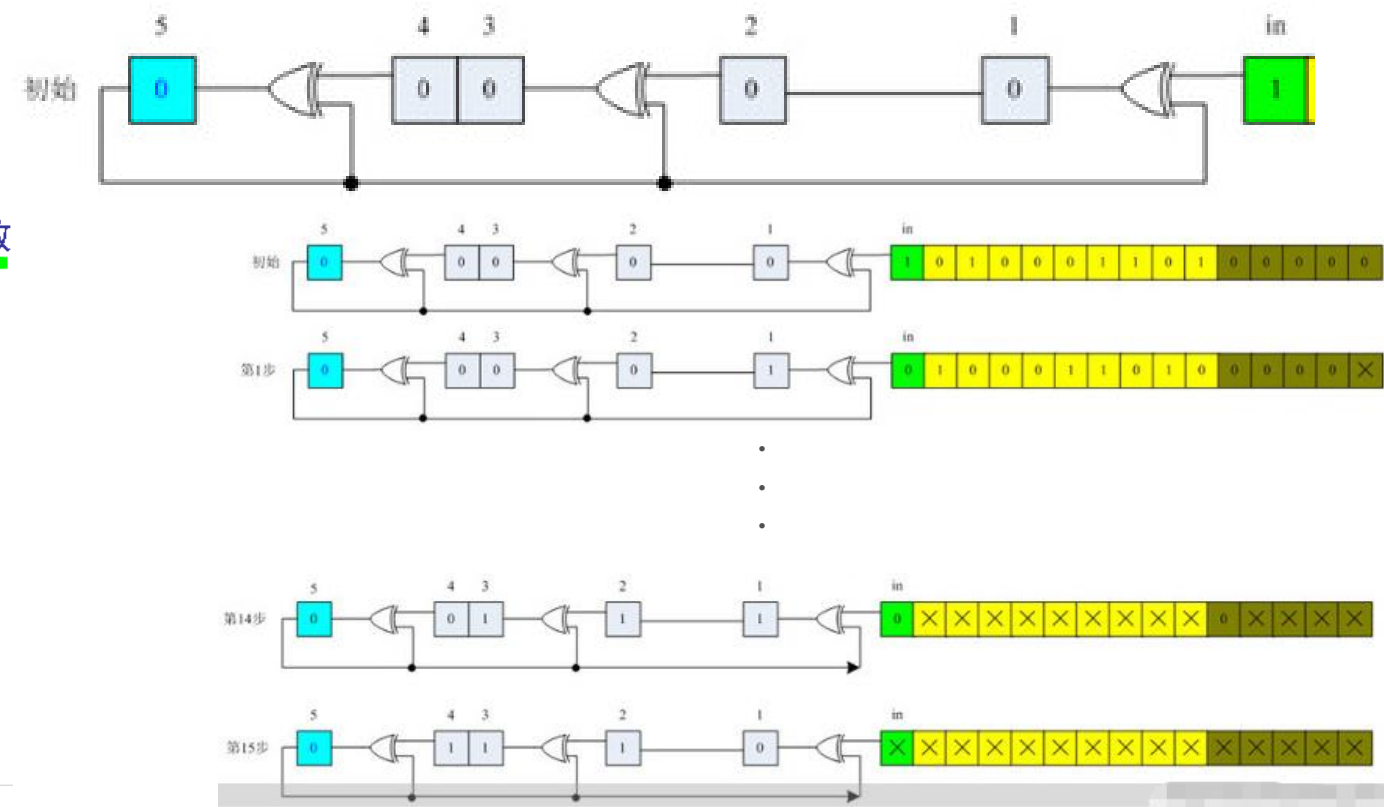 5 4 3 2 1 in
初始 0 0 0 0 0 1
5 4 3 2 1 in
初始 0 0 0 0 0 1 0 1 0 0 0 1 1 0 1 0 0 0 0 0
5 4 3 2 1 in
第1步 0 0 0 0 1 0 1 0 0 0 1 1 0 1 0 0 0 0 0 ×
5 4 3 2 1 in
第14步 0 0 1 1 1 0 × × × × × × × × × 0 × × × ×
5 4 3 2 1 in
第15步 0 1 1 1 0 × × × × × × × × × × × × × × ×